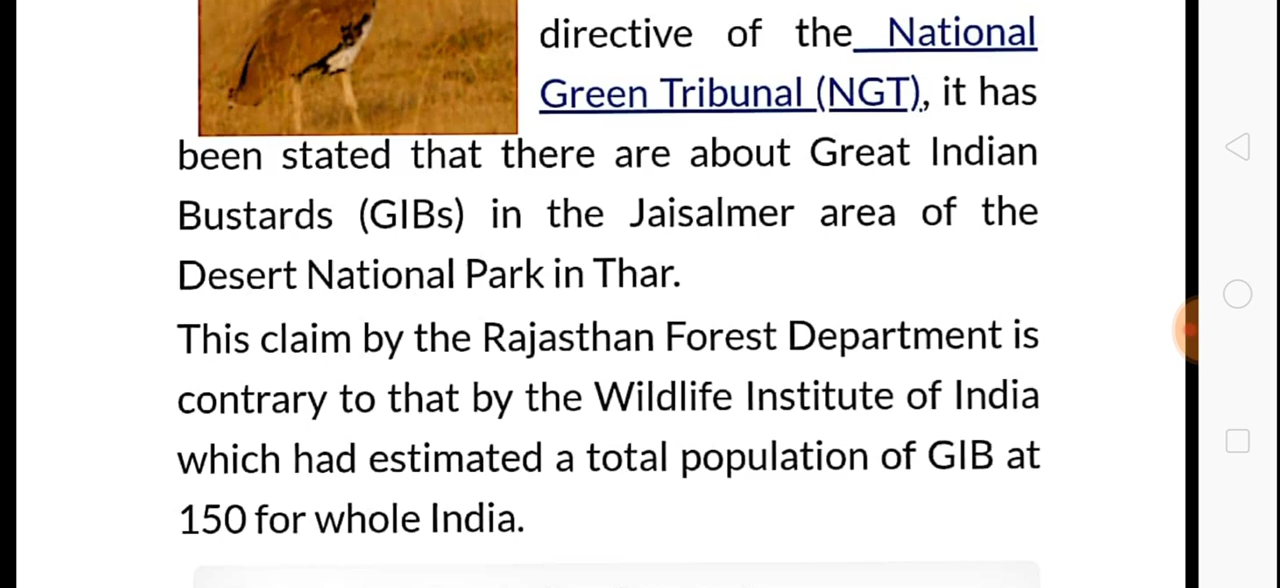 directive of the National
Green Tribunal (NGT), it has
been stated that there are about Great Indian
Bustards (GIBs) in the Jaisalmer area of the
Desert National Park in Thar.
This claim by the Rajasthan Forest Department is
contrary to that by the Wildlife Institute of India
which had estimated a total population of GIB at
150 for whole India.